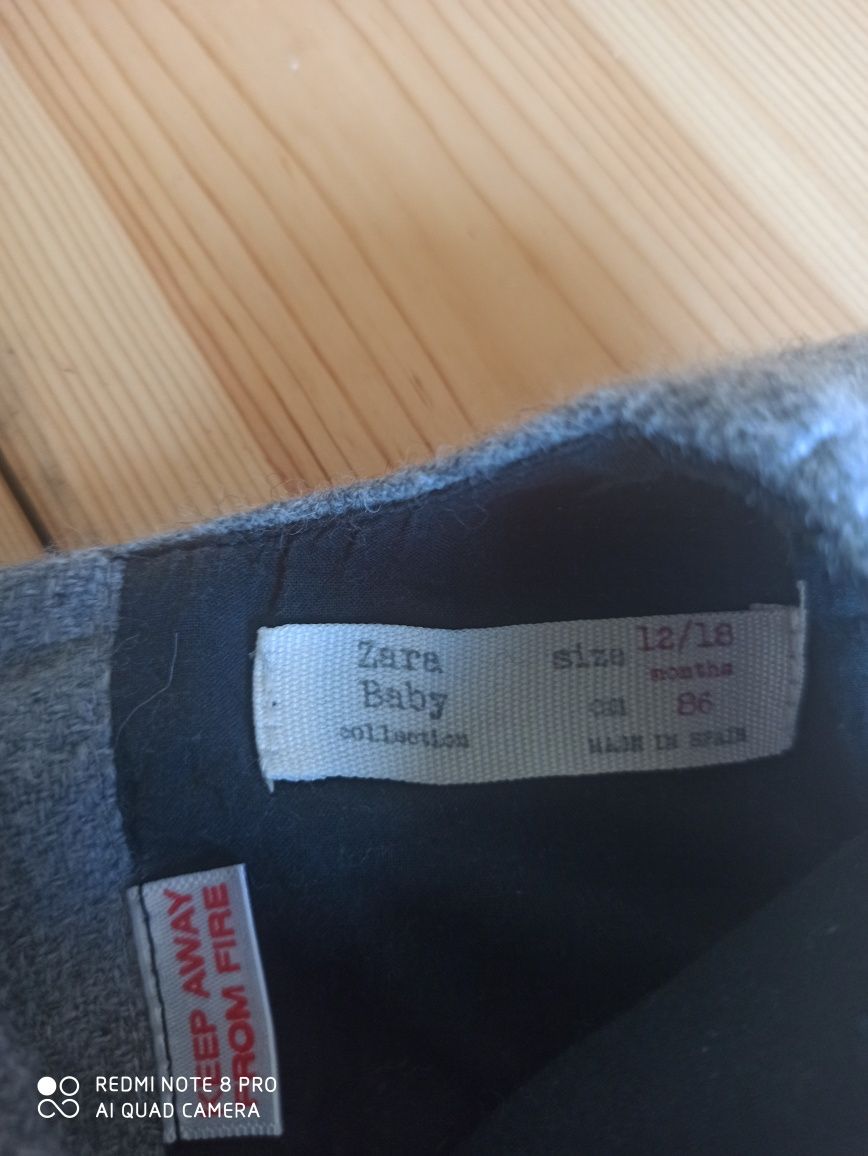 Zara
Baby
collection
size 12/18
months
cm 86
MADE IN SPAIN
KEEP AWAY
FROM FIRE
REDMI NOTE 8 PRO
AI QUAD CAMERA